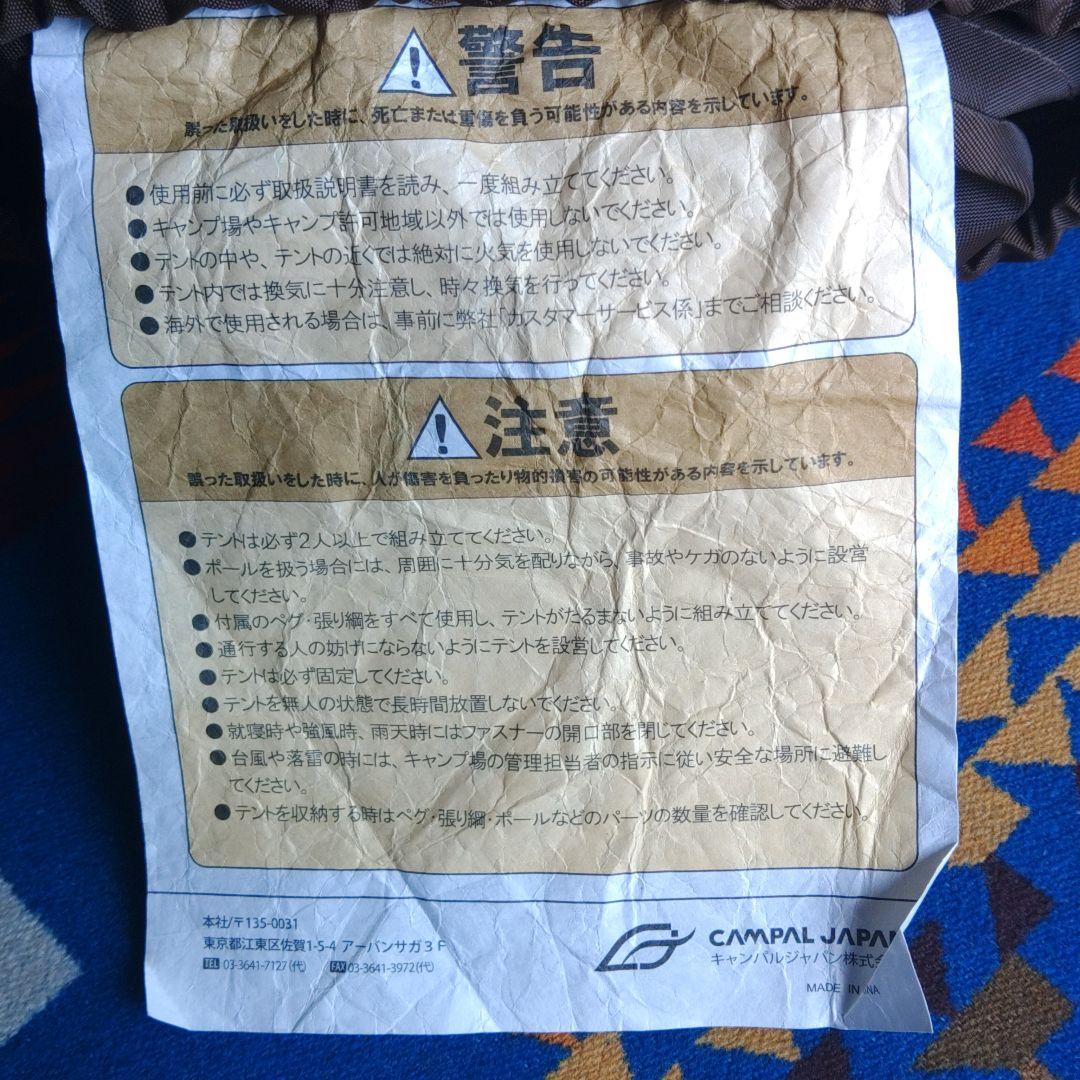 警告
誤った取扱いをした時に、死亡または重傷を負う可能性がある内容を示しています。
●使用前に必ず取扱説明書を読み、一度組み立ててください。
●キャンプ場やキャンプ許可地域以外では使用しないでください。
●テントの中や、テントの近くでは絶対に火気を使用しないでください。
●テント内では換気に十分注意し、時々換気を行ってください。
●海外で使用される場合は、事前に弊社「カスタマーサービス係」までご相談ください。
注意
誤った取扱いをした時に、人が傷害を負ったり物的損害の可能性がある内容を示しています。
●テントは必ず2人以上で組み立ててください。
●ポールを扱う場合には、周囲に十分気を配りながら、事故やケガのないように設営
してください。
●付属のペグ・張り綱をすべて使用し、テントがたるまないように組み立ててください。
●通行する人の妨げにならないようにテントを設営してください。
●テントは必ず固定してください。
●テントを無人の状態で長時間放置しないでください。
●就寝時や強風時、雨天時にはファスナーの開口部を閉じてください。
●台風や落雷の時には、キャンプ場の管理担当者の指示に従い安全な場所に避難し
てください。
●テントを収納する時はペグ・張り綱・ポールなどのパーツの数量を確認してください。
本社/〒135-0031
東京都江東区佐賀1-5-4 アーバンサガ3F
TEL 03-3641-7127(代) FAX 03-3641-3972(代)
CAMPAL JAPAN
キャンパルジャパン株式会
MADE IN